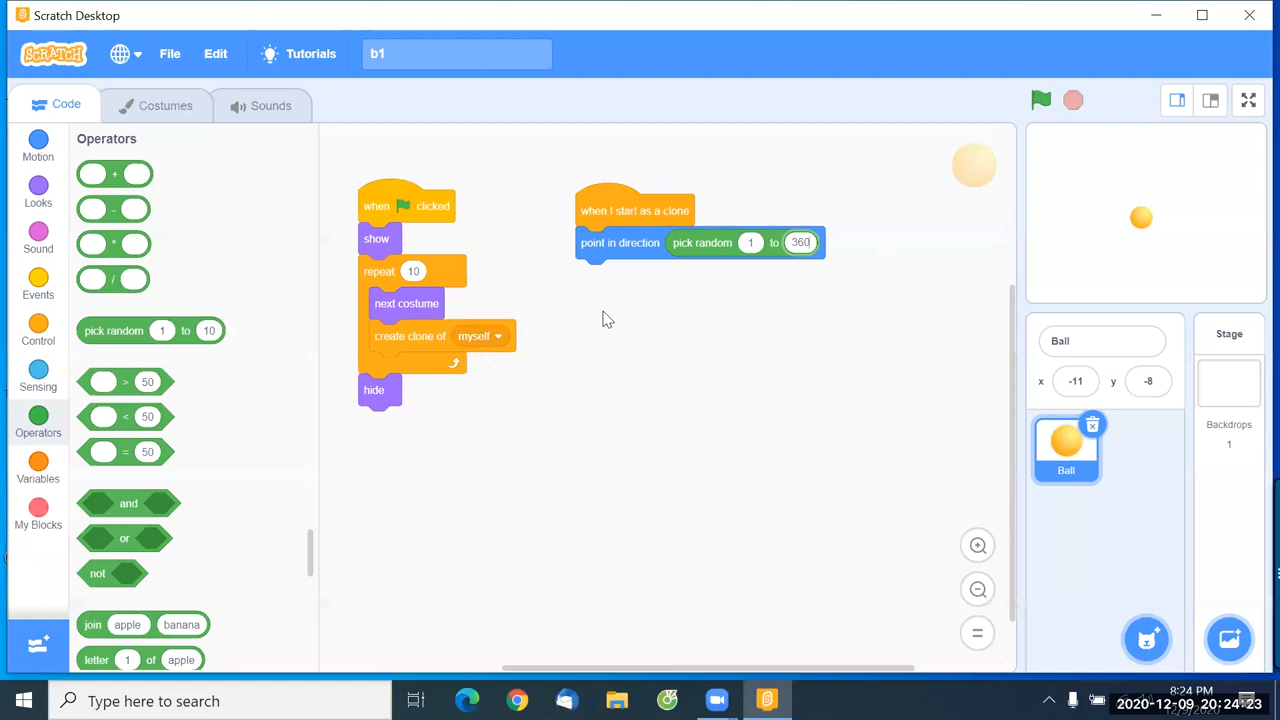 Scratch Desktop
SCRATCH File Edit Tutorials b1
Code Costumes Sounds
Motion
Looks
Sound
Events
Control
Sensing
Operators
Variables
My Blocks
Operators
+
-
*
/
pick random 1 to 10
> 50
< 50
= 50
and
or
not
join apple banana
letter 1 of apple
when clicked
show
repeat 10
next costume
create clone of myself
hide
when I start as a clone
point in direction pick random 1 to 360
Ball
x -11 y -8
Ball
Stage
Backdrops
1
Type here to search
8:24 PM
2020-12-09 20:24:23